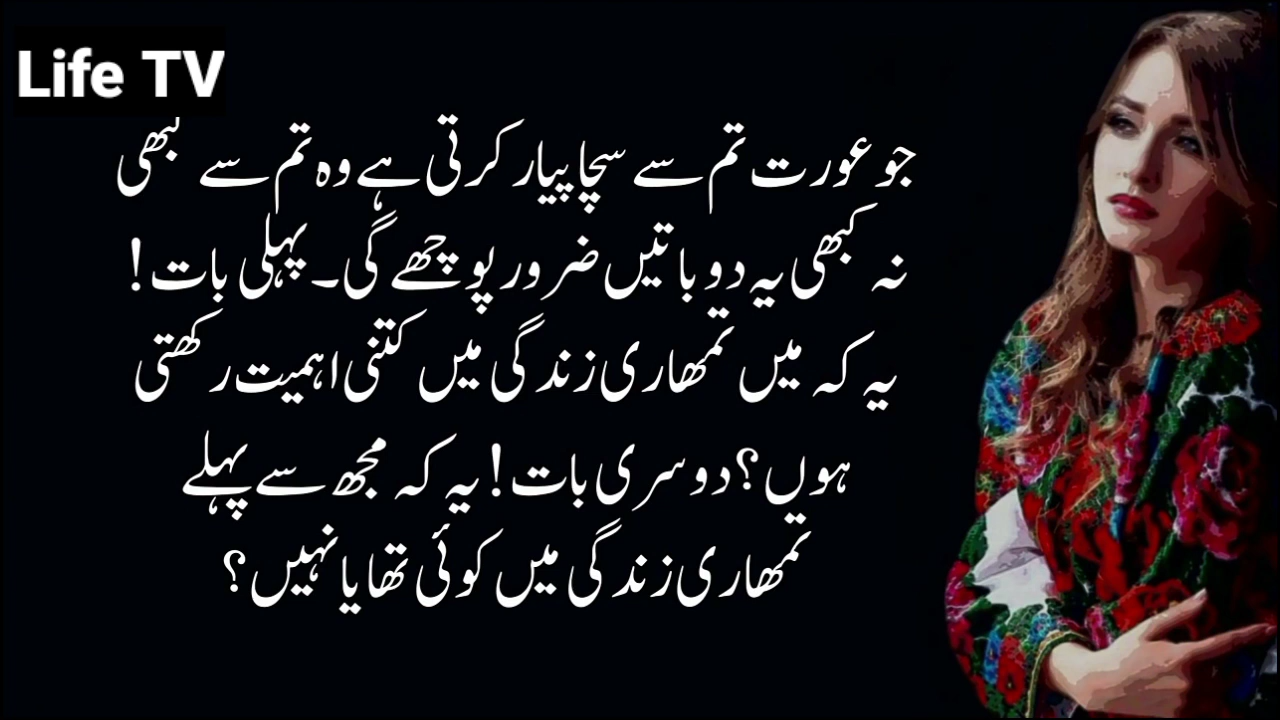 Life TV
جو عورت تم سے سچا پیار کرتی ہے وہ تم سے کبھی
نہ کبھی یہ دو باتیں ضرور پوچھے گی۔ پہلی بات!
یہ کہ میں تمھاری زندگی میں کتنی اہمیت رکھتی
ہوں؟ دوسری بات! یہ کہ مجھ سے پہلے
تمھاری زندگی میں کوئی تھا یا نہیں؟